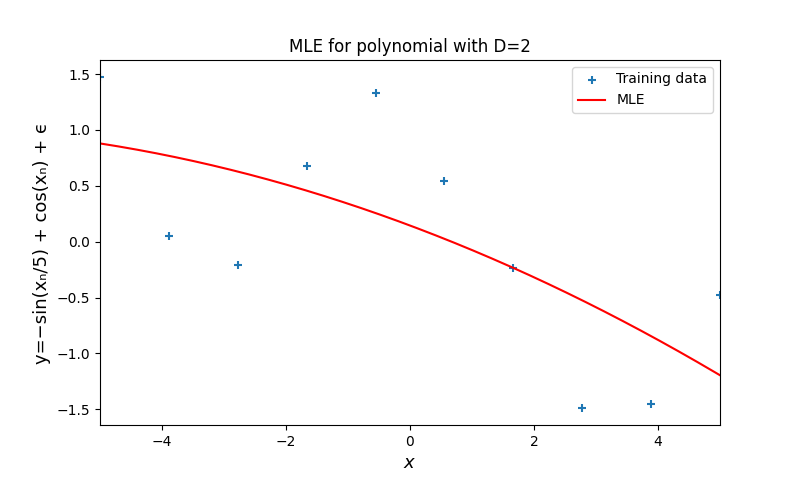 MLE for polynomial with D=2
Training data
MLE
y=−sin(xₙ/5) + cos(xₙ) + ϵ
1.5
1.0
0.5
0.0
−0.5
−1.0
−1.5
−4 −2 0 2 4
x